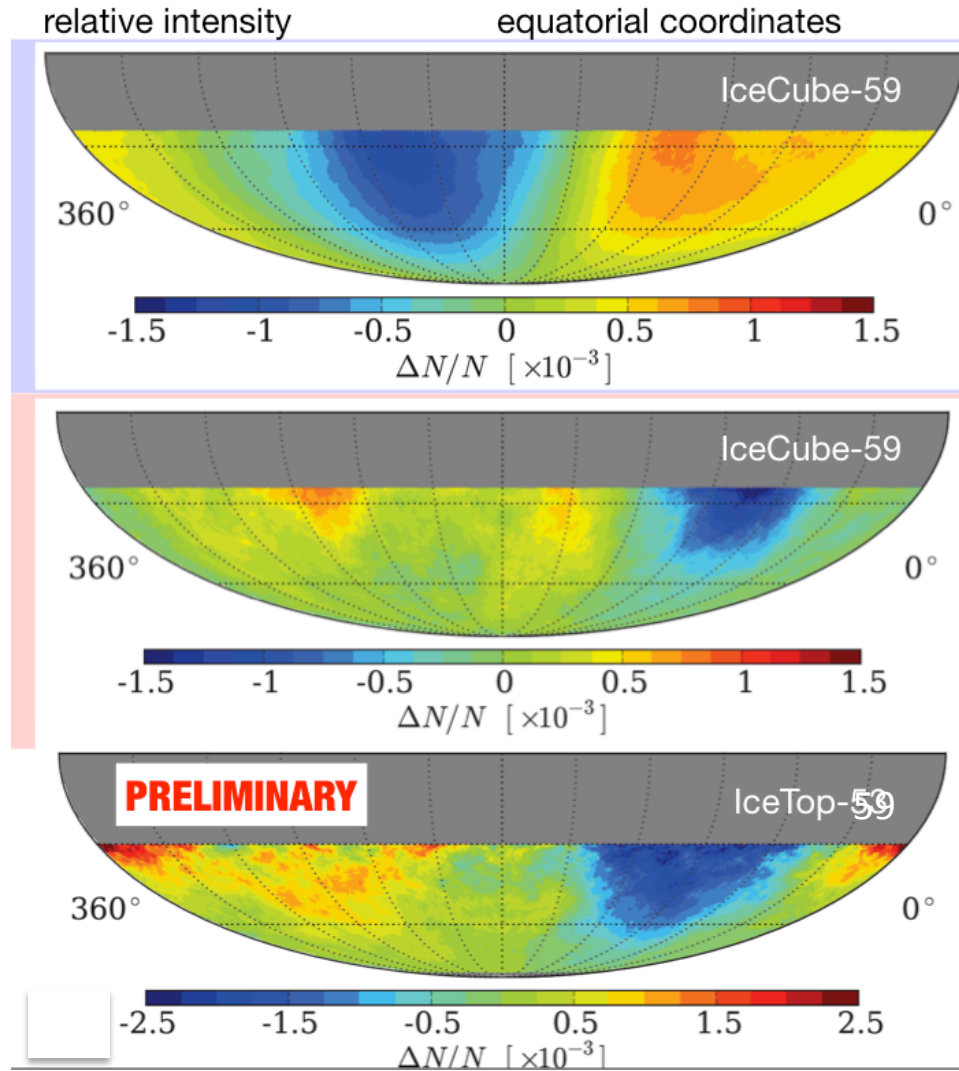 relative intensity equatorial coordinates
IceCube-59
360° 0°
-1.5 -1 -0.5 0 0.5 1 1.5
ΔN/N [ ×10⁻³ ]
IceCube-59
360° 0°
-1.5 -1 -0.5 0 0.5 1 1.5
ΔN/N [ ×10⁻³ ]
PRELIMINARY
IceTop-59
360° 0°
-2.5 -1.5 -0.5 0.5 1.5 2.5
ΔN/N [ ×10⁻³ ]